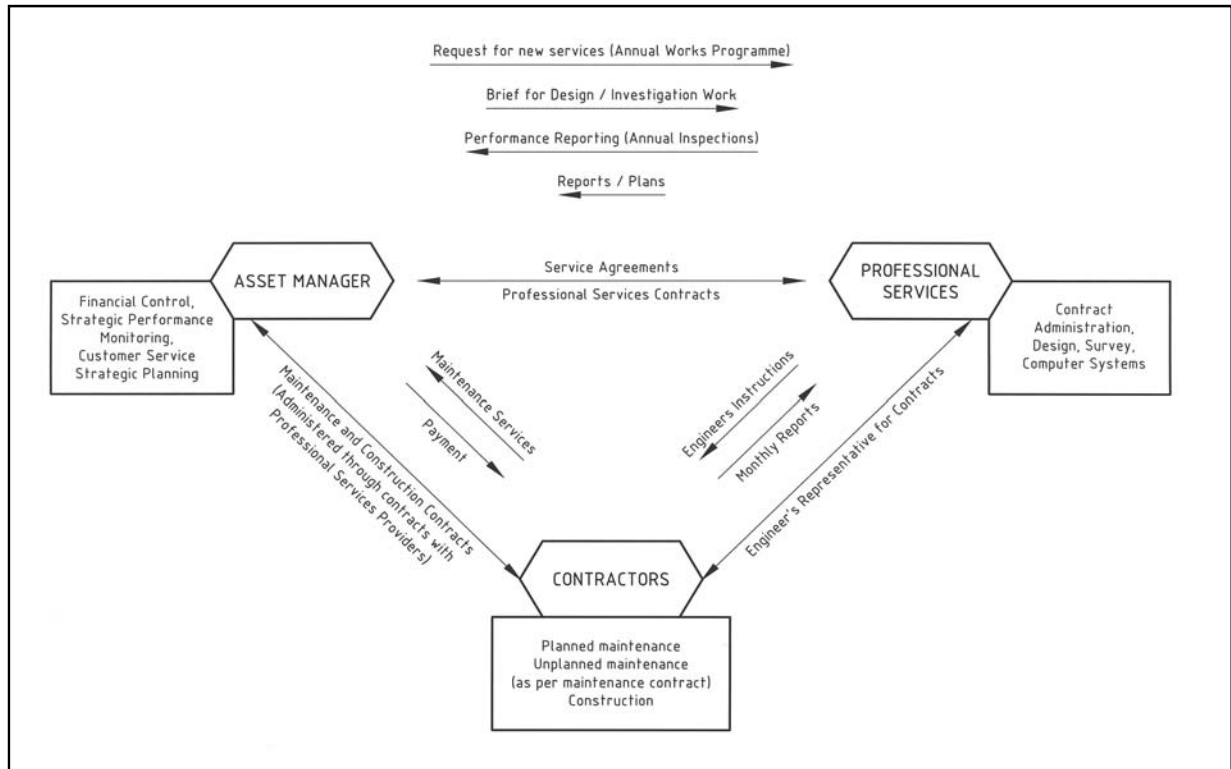 Request for new services (Annual Works Programme)
Brief for Design / Investigation Work
Performance Reporting (Annual Inspections)
Reports / Plans
ASSET MANAGER
Financial Control,
Strategic Performance
Monitoring,
Customer Service
Strategic Planning
Service Agreements
Professional Services Contracts
PROFESSIONAL
SERVICES
Contract
Administration,
Design, Survey,
Computer Systems
Maintenance and Construction Contracts
(Administered through contracts with
Professional Services Providers)
Maintenance Services
Payment
Engineers Instructions
Monthly Reports
Engineer's Representative for Contracts
CONTRACTORS
Planned maintenance
Unplanned maintenance
(as per maintenance contract)
Construction